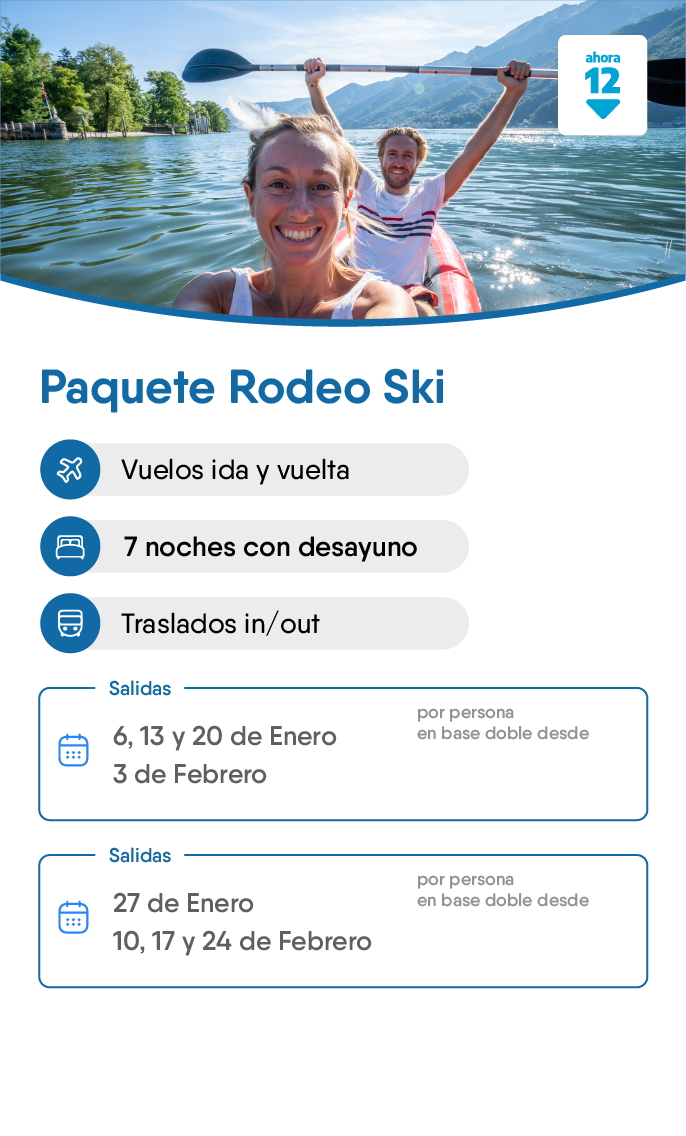 ahora
12
Paquete Rodeo Ski
Vuelos ida y vuelta
7 noches con desayuno
Traslados in/out
Salidas
6, 13 y 20 de Enero
3 de Febrero
por persona
en base doble desde
Salidas
27 de Enero
10, 17 y 24 de Febrero
por persona
en base doble desde